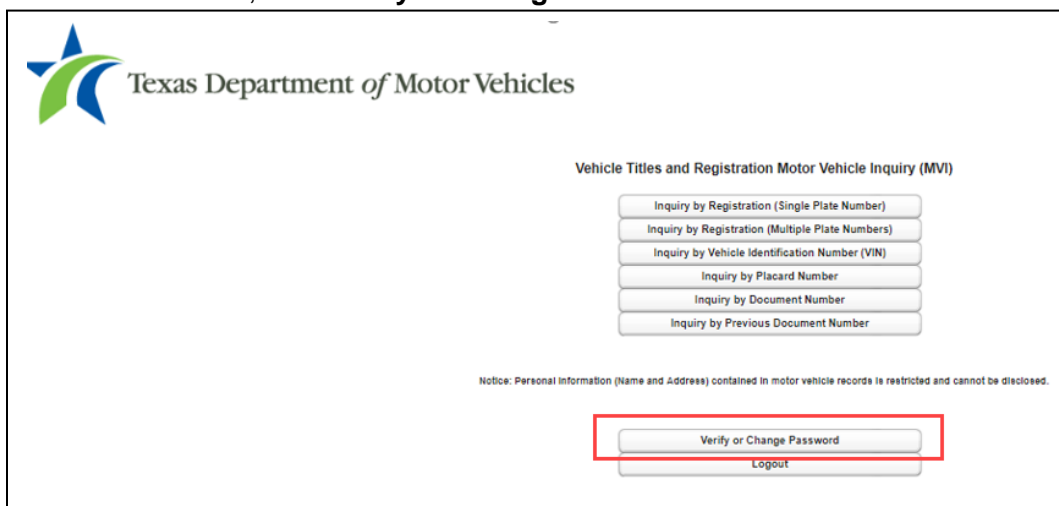 Texas Department of Motor Vehicles
Vehicle Titles and Registration Motor Vehicle Inquiry (MVI)
Inquiry by Registration (Single Plate Number)
Inquiry by Registration (Multiple Plate Numbers)
Inquiry by Vehicle Identification Number (VIN)
Inquiry by Placard Number
Inquiry by Document Number
Inquiry by Previous Document Number
Notice: Personal Information (Name and Address) contained in motor vehicle records is restricted and cannot be disclosed.
Verify or Change Password
Logout